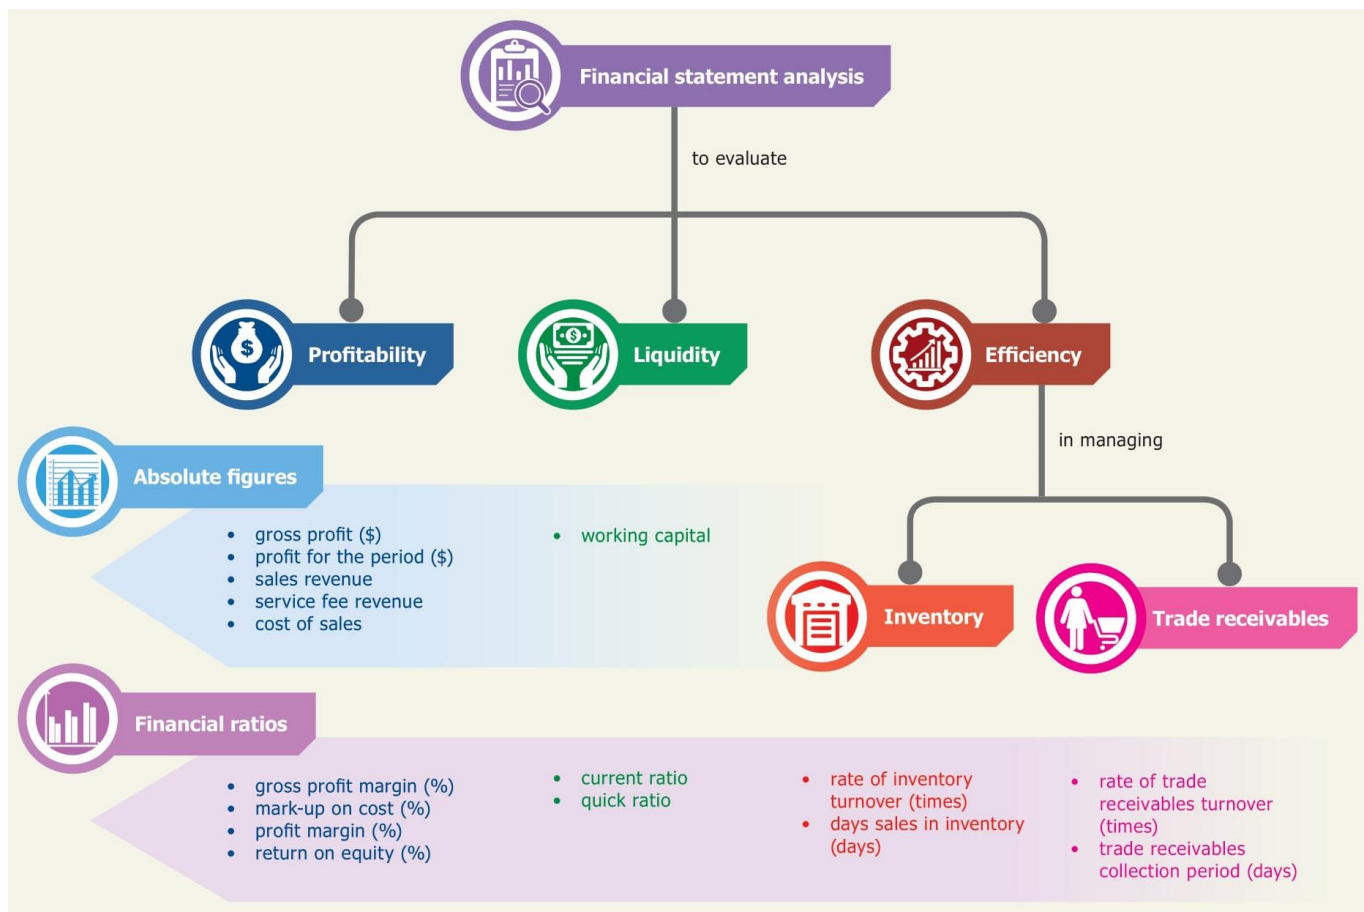 Financial statement analysis
to evaluate
Profitability
Liquidity
Efficiency
in managing
Absolute figures
• gross profit ($)
• profit for the period ($)
• sales revenue
• service fee revenue
• cost of sales
• working capital
Inventory
Trade receivables
Financial ratios
• gross profit margin (%)
• mark-up on cost (%)
• profit margin (%)
• return on equity (%)
• current ratio
• quick ratio
• rate of inventory
turnover (times)
• days sales in inventory
(days)
• rate of trade
receivables turnover
(times)
• trade receivables
collection period (days)